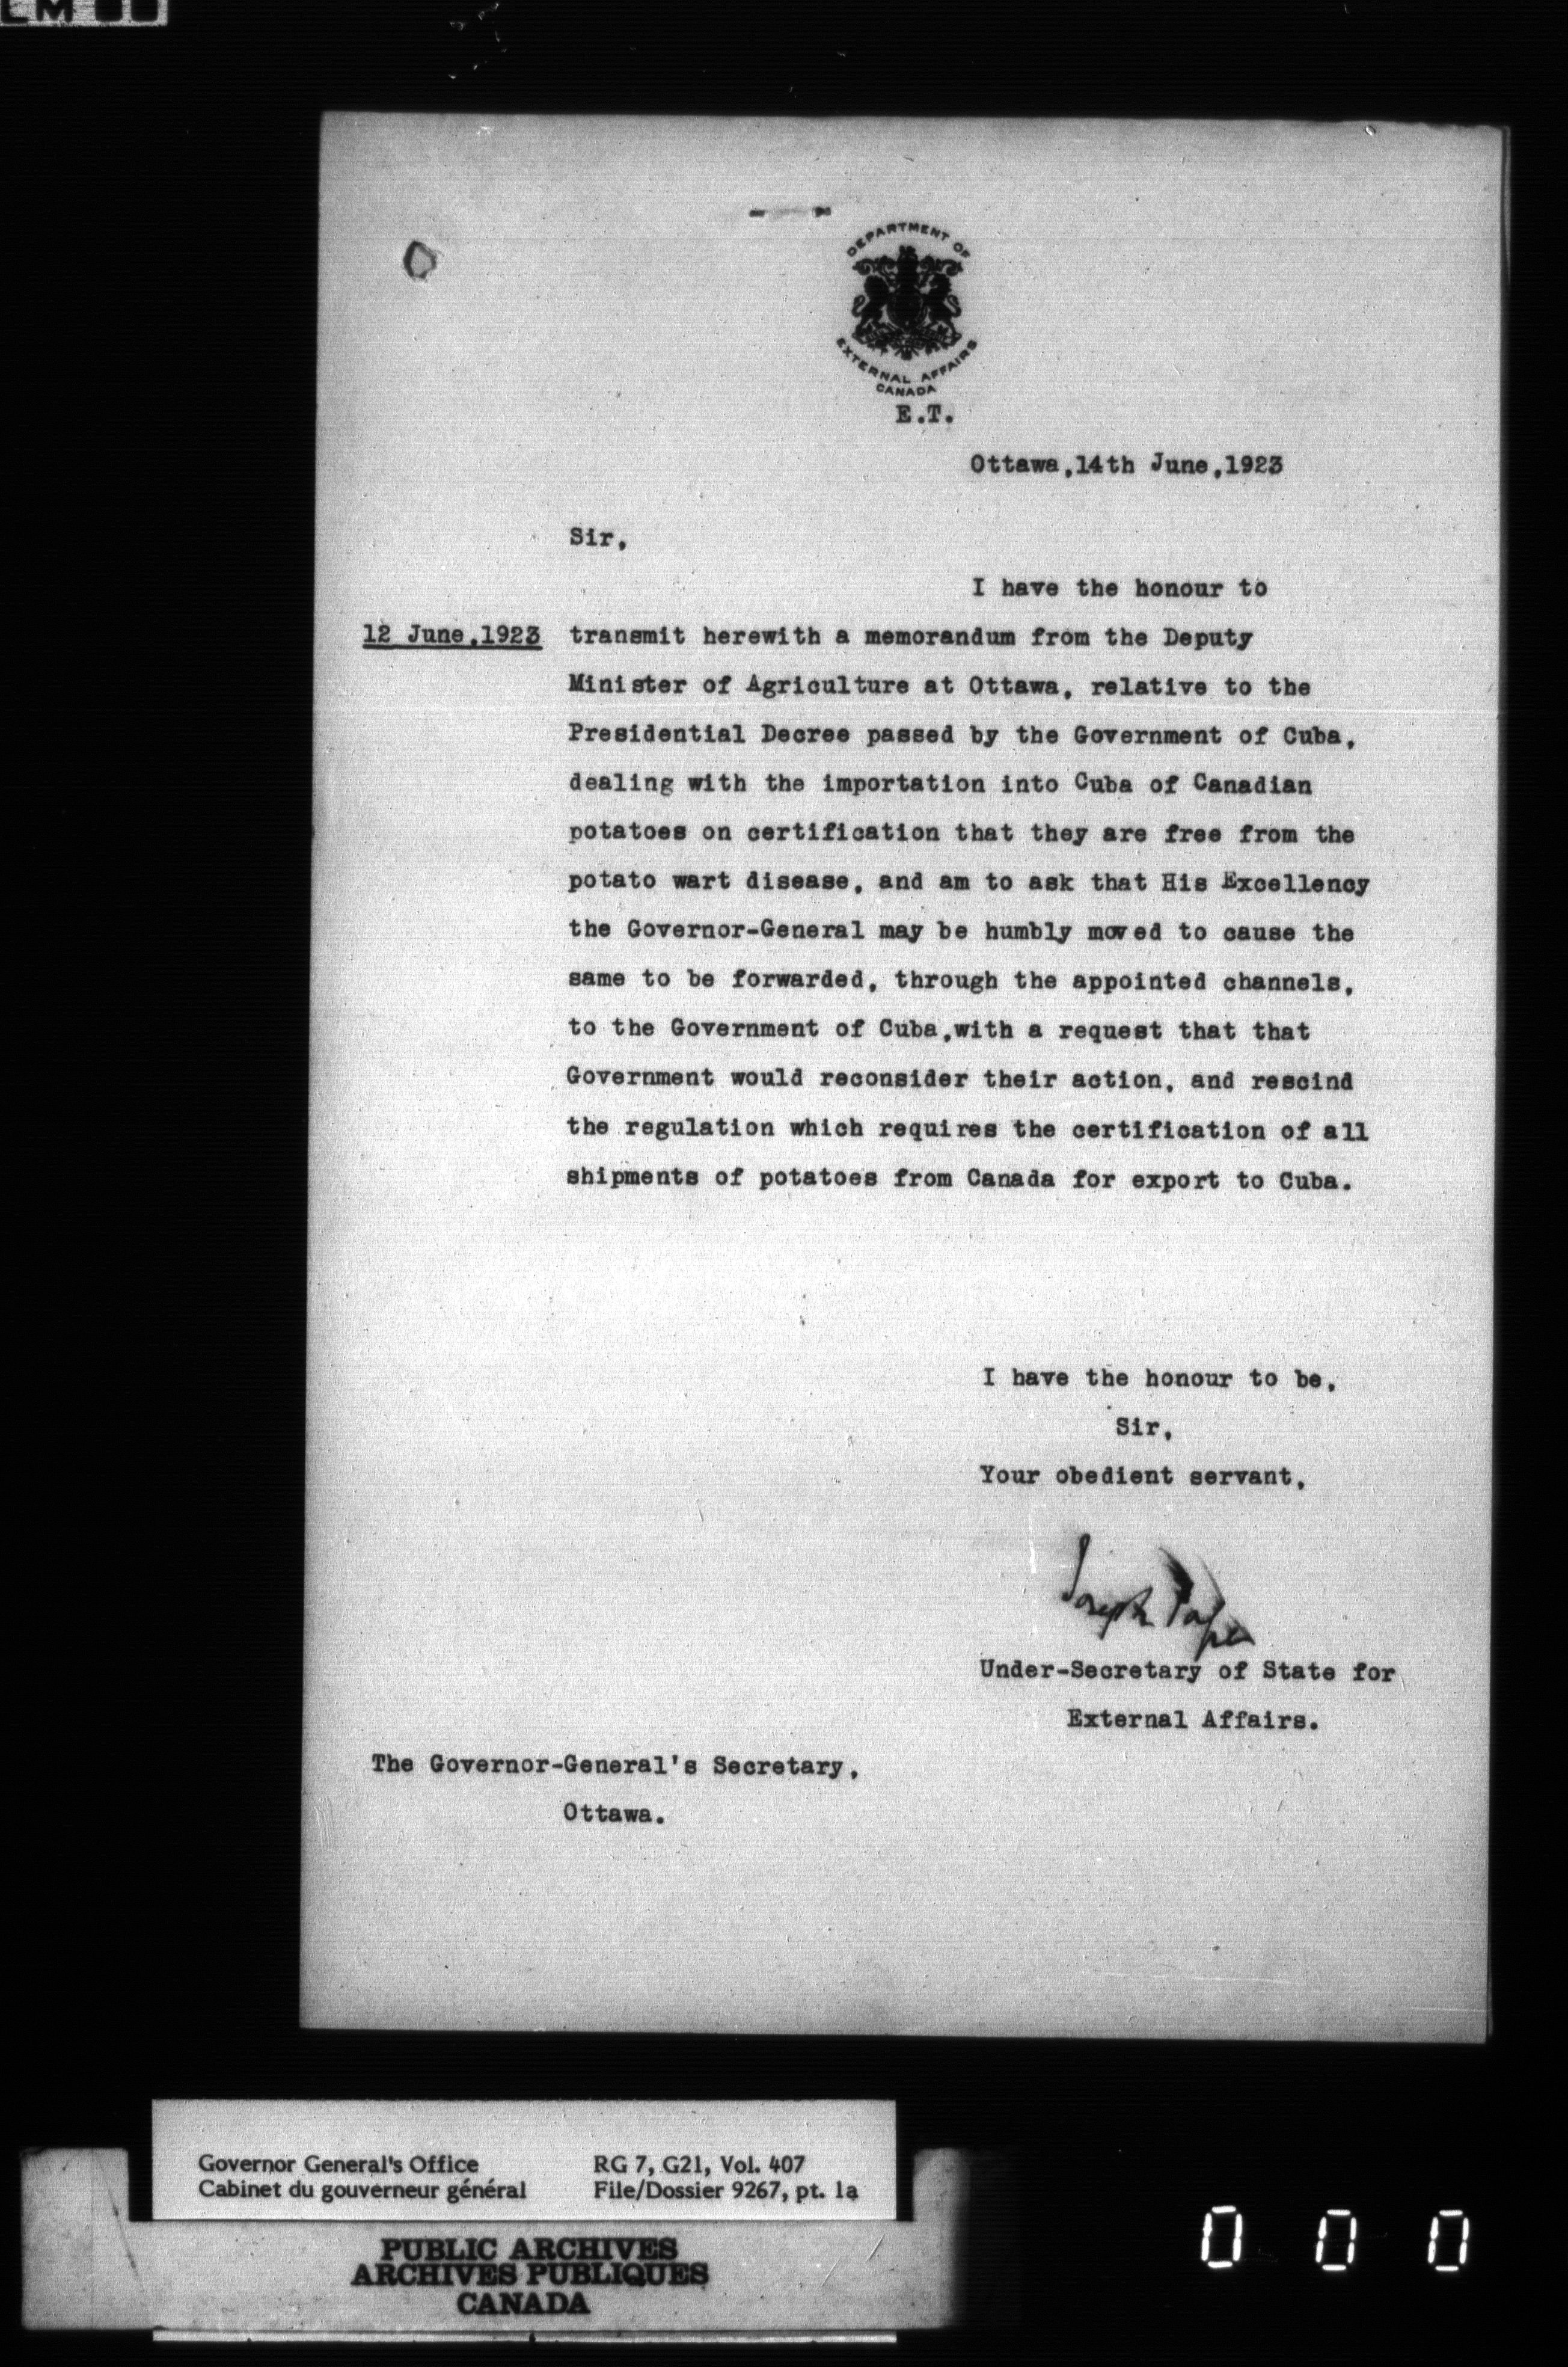 DEPARTMENT OF
EXTERNAL AFFAIRS
CANADA
E.T.
Ottawa,14th June,1923
Sir,
I have the honour to
12 June,1923 transmit herewith a memorandum from the Deputy
Minister of Agriculture at Ottawa, relative to the
Presidential Decree passed by the Government of Cuba,
dealing with the importation into Cuba of Canadian
potatoes on certification that they are free from the
potato wart disease, and am to ask that His Excellency
the Governor-General may be humbly moved to cause the
same to be forwarded, through the appointed channels,
to the Government of Cuba,with a request that that
Government would reconsider their action, and rescind
the regulation which requires the certification of all
shipments of potatoes from Canada for export to Cuba.
I have the honour to be,
Sir,
Your obedient servant,
Joseph Pope
Under-Secretary of State for
External Affairs.
The Governor-General's Secretary,
Ottawa.
Governor General's Office RG 7, G21, Vol. 407
Cabinet du gouverneur général File/Dossier 9267, pt. 1a
PUBLIC ARCHIVES
ARCHIVES PUBLIQUES
CANADA
0 0 0